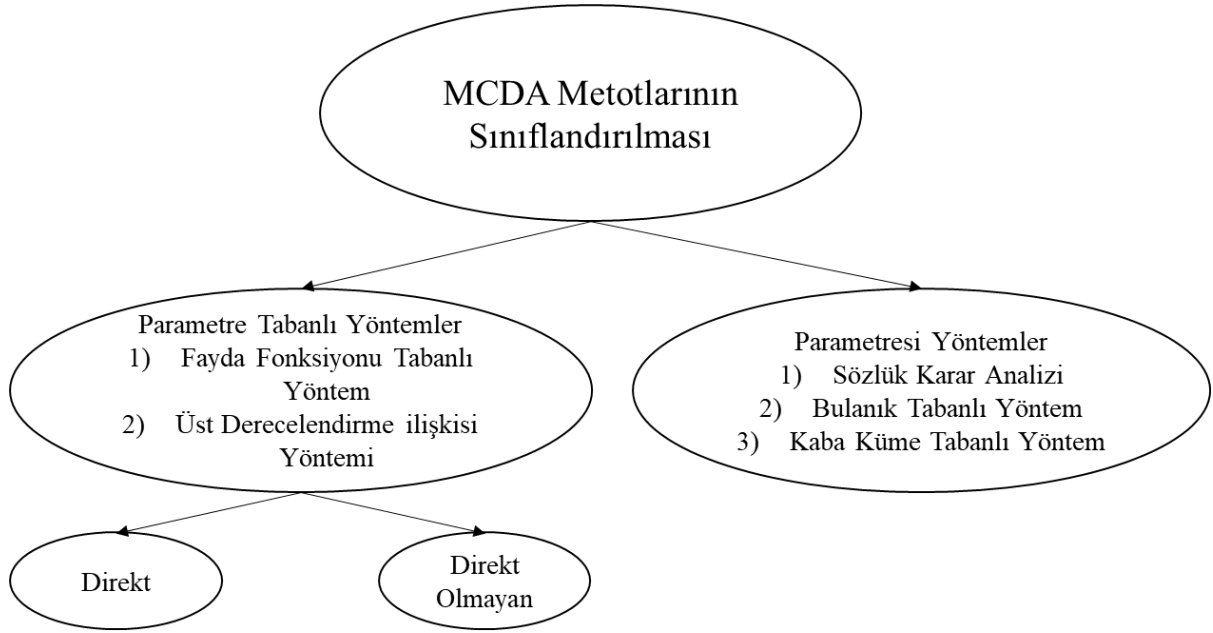 MCDA Metotlarının
Sınıflandırılması
Parametre Tabanlı Yöntemler
1) Fayda Fonksiyonu Tabanlı
Yöntem
2) Üst Derecelendirme ilişkisi
Yöntemi
Parametresi Yöntemler
1) Sözlük Karar Analizi
2) Bulanık Tabanlı Yöntem
3) Kaba Küme Tabanlı Yöntem
Direkt
Direkt
Olmayan